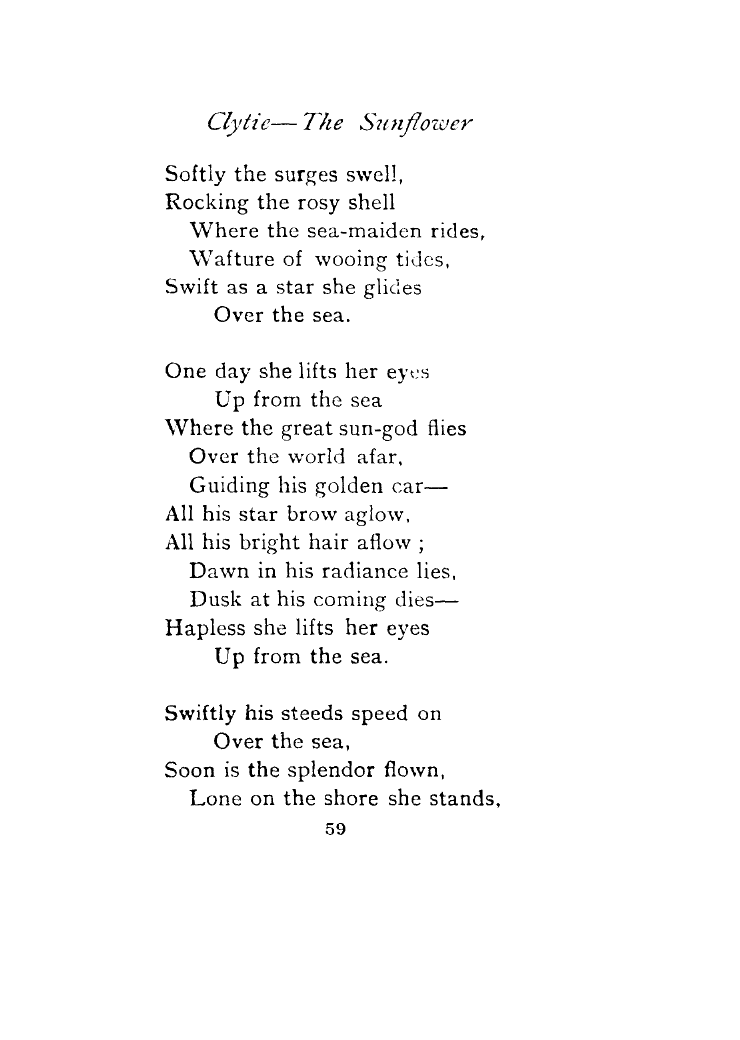 Clytie—The Sunflower
Softly the surges swell,
Rocking the rosy shell
Where the sea-maiden rides,
Wafture of wooing tides,
Swift as a star she glides
Over the sea.
One day she lifts her eyes
Up from the sea
Where the great sun-god flies
Over the world afar,
Guiding his golden car—
All his star brow aglow,
All his bright hair aflow ;
Dawn in his radiance lies,
Dusk at his coming dies—
Hapless she lifts her eyes
Up from the sea.
Swiftly his steeds speed on
Over the sea,
Soon is the splendor flown,
Lone on the shore she stands,
59